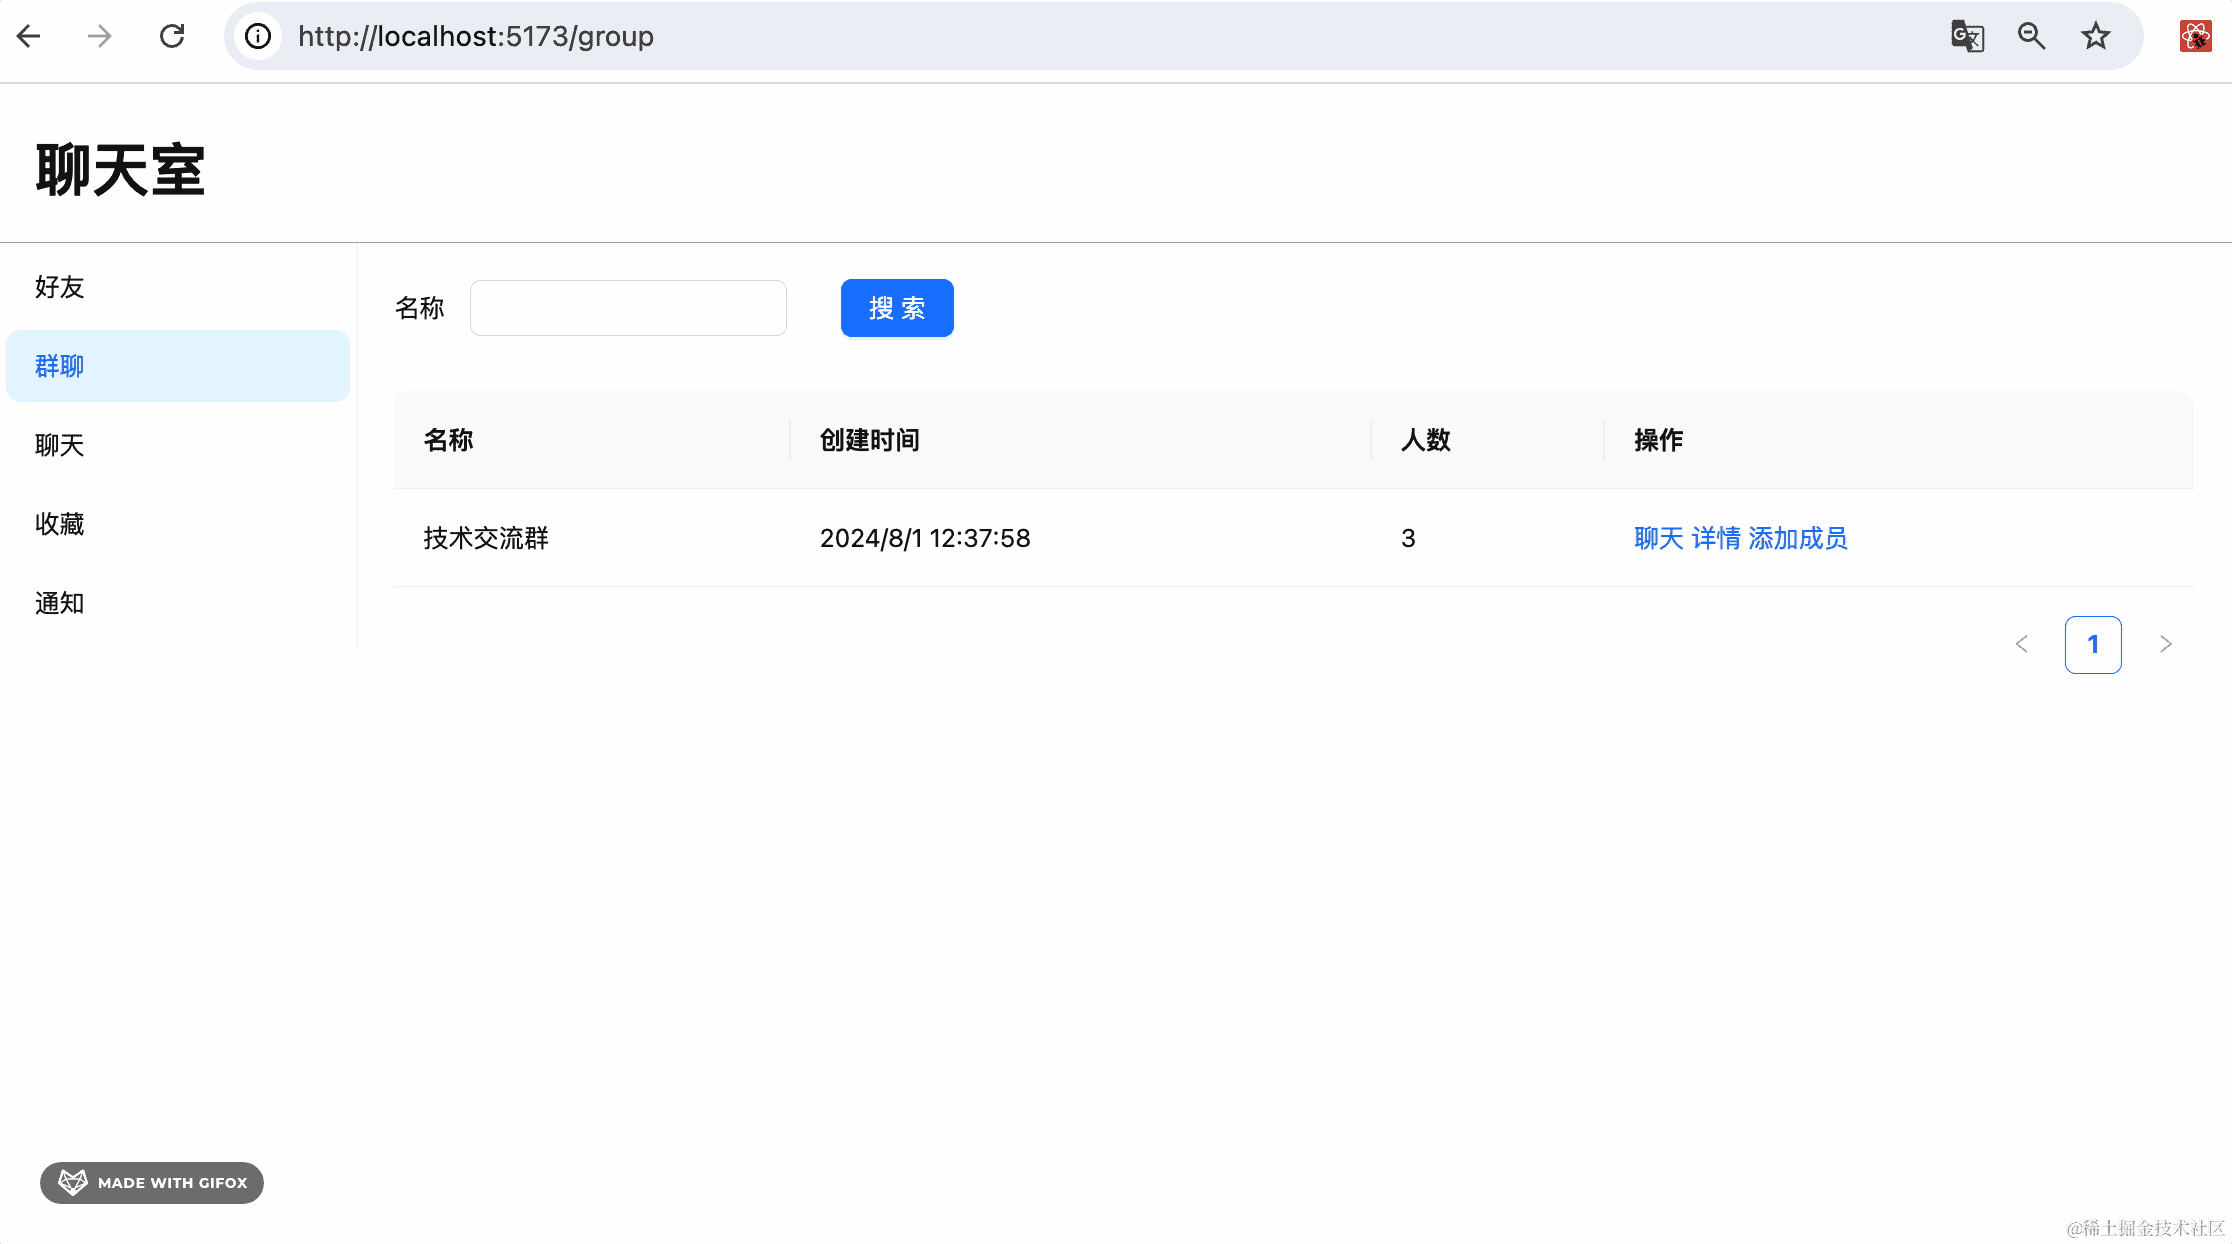 http://localhost:5173/group
聊天室
好友
群聊
聊天
收藏
通知
名称
搜 索
名称 创建时间 人数 操作
技术交流群 2024/8/1 12:37:58 3 聊天 详情 添加成员
1
MADE WITH GIFOX
@稀土掘金技术社区